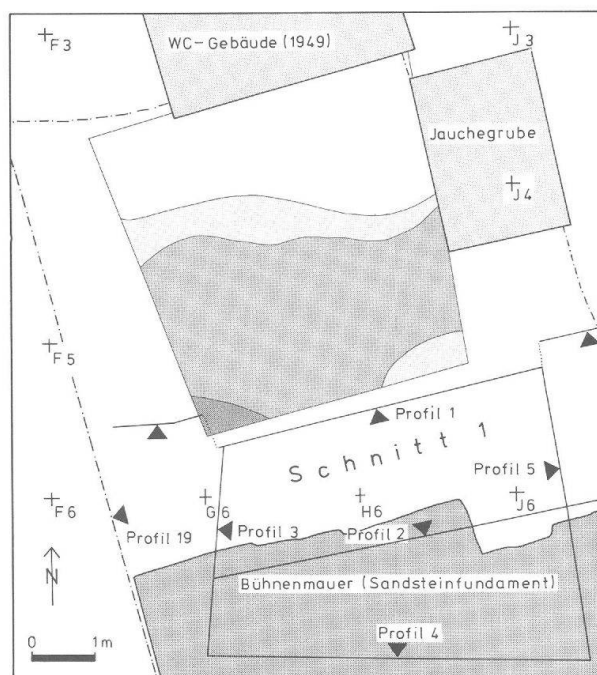 F3
J3
WC-Gebäude (1949)
Jauchegrube
J4
F5
Profil 1
Schnitt 1
Profil 5
F6
G6
H6
J6
Profil 19
Profil 3
Profil 2
N
Bühnenmauer (Sandsteinfundament)
Profil 4
0 1m